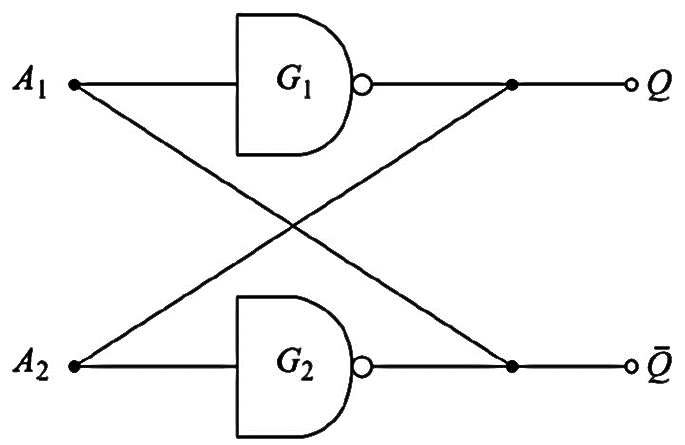 A₁ G₁ Q
A₂ G₂ Q̄